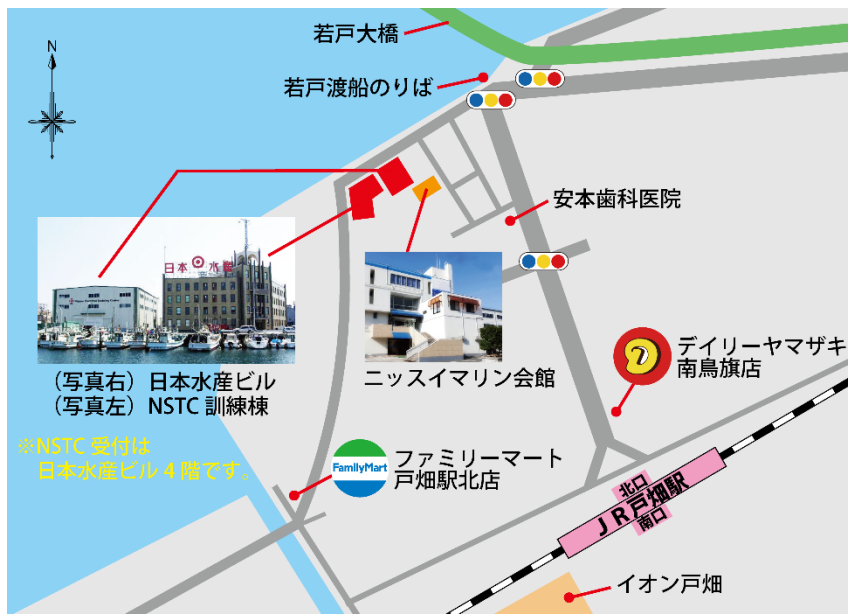 若戸大橋
N
若戸渡船のりば
安本歯科医院
日本水産
デイリーヤマザキ
南鳥旗店
(写真右)日本水産ビル
(写真左)NSTC 訓練棟
ニッスイマリン会館
※NSTC 受付は
日本水産ビル 4 階です。
FamilyMart
ファミリーマート
戸畑駅北店
北口
JR戸畑駅
南口
イオン戸畑